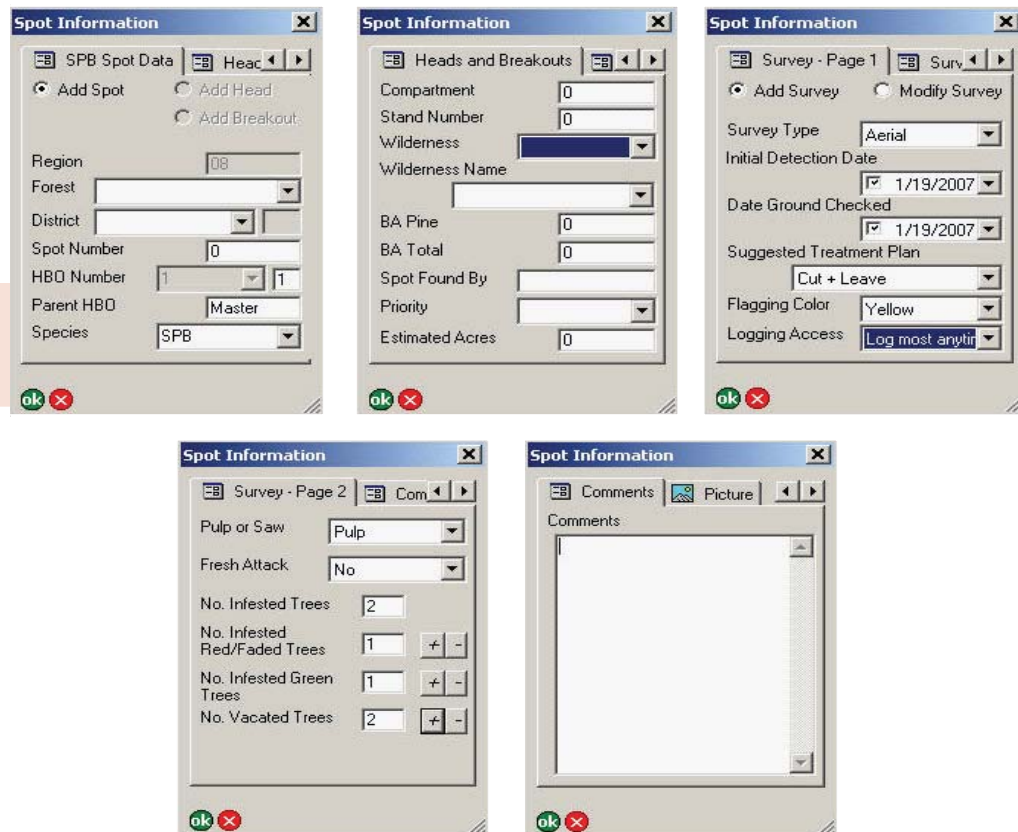 Spot Information
SPB Spot Data Head
Add Spot Add Head
Add Breakout
Region 08
Forest
District
Spot Number 0
HBO Number 1 1
Parent HBO Master
Species SPB
ok
Spot Information
Heads and Breakouts
Compartment 0
Stand Number 0
Wilderness
Wilderness Name
BA Pine 0
BA Total 0
Spot Found By
Priority
Estimated Acres 0
ok
Spot Information
Survey - Page 1 Surv
Add Survey Modify Survey
Survey Type Aerial
Initial Detection Date
1/19/2007
Date Ground Checked
1/19/2007
Suggested Treatment Plan
Cut + Leave
Flagging Color Yellow
Logging Access Log most anytir
ok
Spot Information
Survey - Page 2 Com
Pulp or Saw Pulp
Fresh Attack No
No. Infested Trees 2
No. Infested
Red/Faded Trees 1 + -
No. Infested Green
Trees 1 + -
No. Vacated Trees 2 + -
ok
Spot Information
Comments Picture
Comments
ok